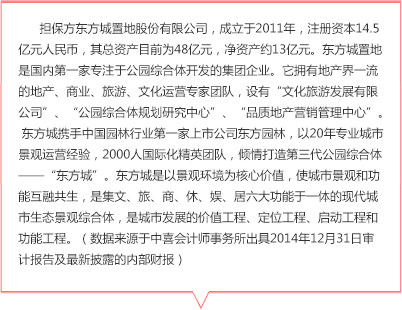 担保方东方城置地股份有限公司，成立于2011年，注册资本14.5
亿元人民币，其总资产目前为48亿元，净资产约13亿元。东方城置地
是国内第一家专注于公园综合体开发的集团企业。它拥有地产界一流
的地产、商业、旅游、文化运营专家团队，设有“文化旅游发展有限
公司”、“公园综合体规划研究中心”、“品质地产营销管理中心”。
东方城携手中国园林行业第一家上市公司东方园林，以20年专业城市
景观运营经验，2000人国际化精英团队，倾情打造第三代公园综合体
——“东方城”。东方城是以景观环境为核心价值，使城市景观和功
能互融共生，是集文、旅、商、休、娱、居六大功能于一体的现代城
市生态景观综合体，是城市发展的价值工程、定位工程、启动工程和
功能工程。（数据来源于中喜会计师事务所出具2014年12月31日审
计报告及最新披露的内部财报）